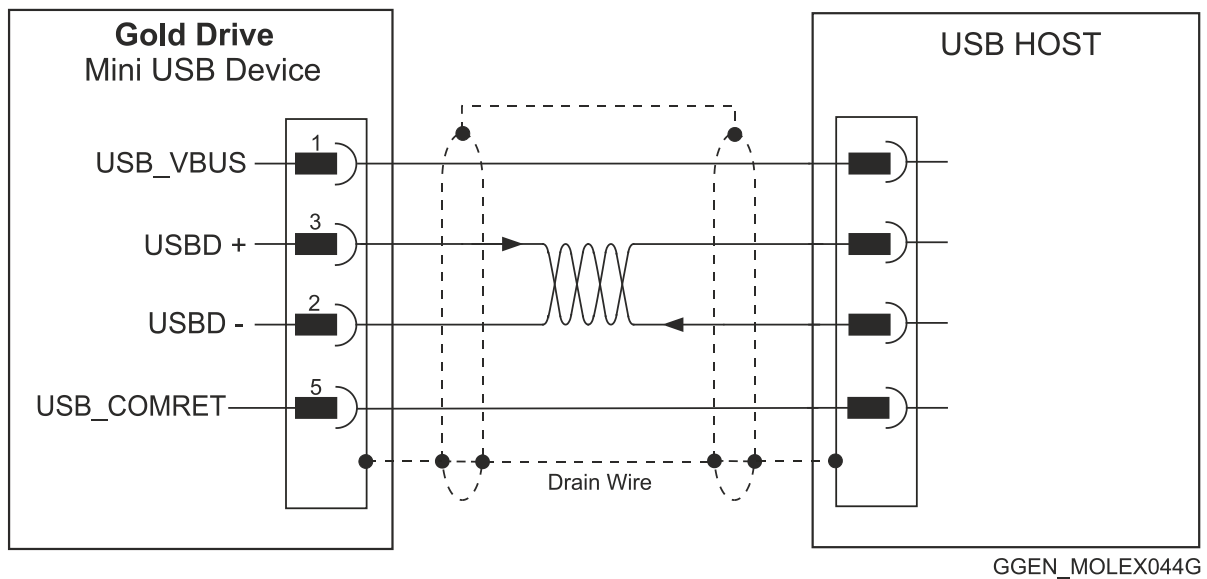 Gold Drive
Mini USB Device
USB HOST
USB_VBUS
1
USBD +
3
USBD -
2
USB_COMRET
5
Drain Wire
GGEN_MOLEX044G